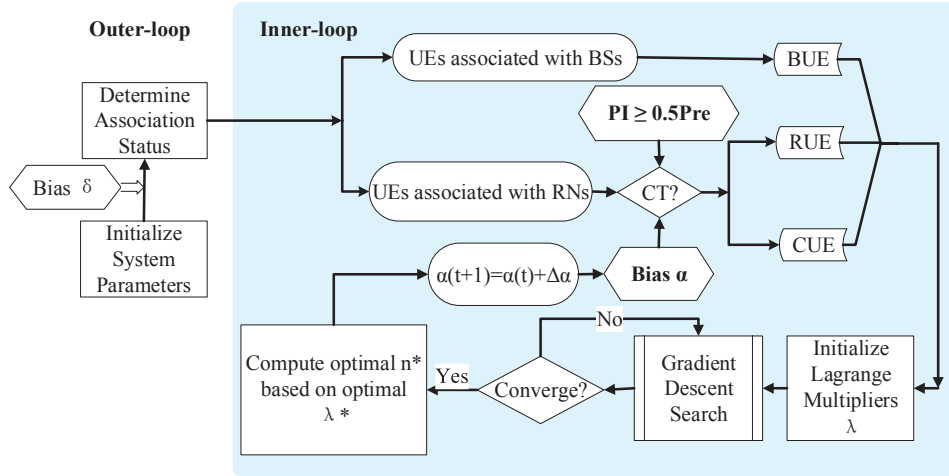 Outer-loop
Inner-loop
UEs associated with BSs
BUE
Determine
Association
Status
PI ≥ 0.5Pre
RUE
Bias δ
UEs associated with RNs
CT?
Initialize
System
Parameters
CUE
α(t+1)=α(t)+Δα
Bias α
No
Compute optimal n*
based on optimal
λ *
Yes
Converge?
Gradient
Descent
Search
Initialize
Lagrange
Multipliers
λ